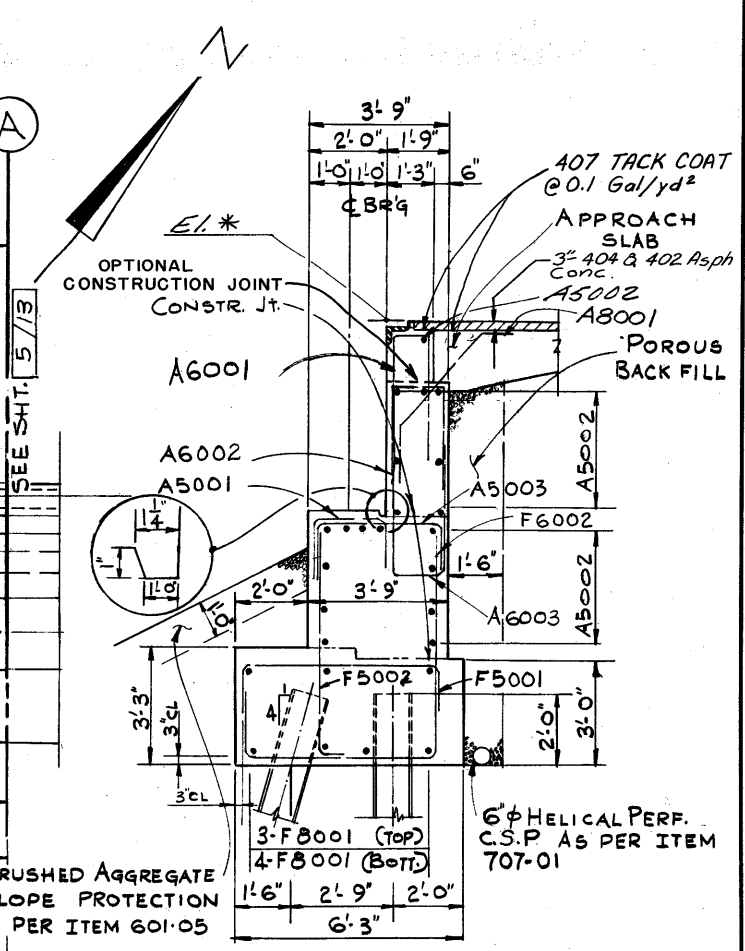 N
A
3'-9"
2'-0" 1'-9"
1'-0" 1'-0" 1'-3" 6"
℄ BR'G
407 TACK COAT
@ 0.1 Gal/yd²
El. *
APPROACH
SLAB
3" 404 & 402 Asph
Conc.
OPTIONAL
CONSTRUCTION JOINT
CONSTR. Jt.
A5002
A8001
SEE SHT. 5/13
POROUS
BACK FILL
A6001
A5002
A6002
A5001
A5003
F6002
1 1/4"
1"
1'-0"
1'-6"
2'-0" 3'-9"
1'-0"
A5002
A6003
3'-3"
3"CL
F5002
F5001
1
4
2'-0"
3'-0"
3"CL
3-F8001 (TOP)
4-F8001 (BOTT.)
6"φ HELICAL PERF.
C.S.P. AS PER ITEM
707-01
RUSHED AGGREGATE
LOPE PROTECTION
PER ITEM 601.05
1'-6" 2'-9" 2'-0"
6'-3"